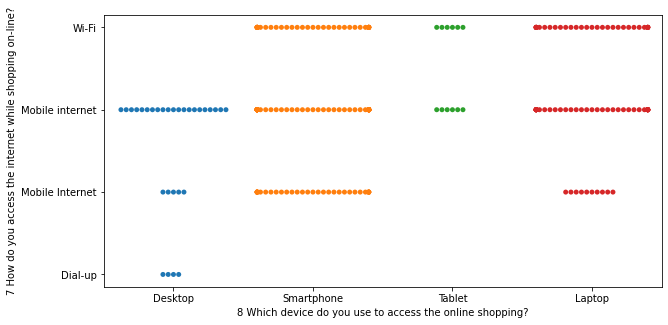 7 How do you access the internet while shopping on-line?
Wi-Fi
Mobile internet
Mobile Internet
Dial-up
Desktop Smartphone Tablet Laptop
8 Which device do you use to access the online shopping?